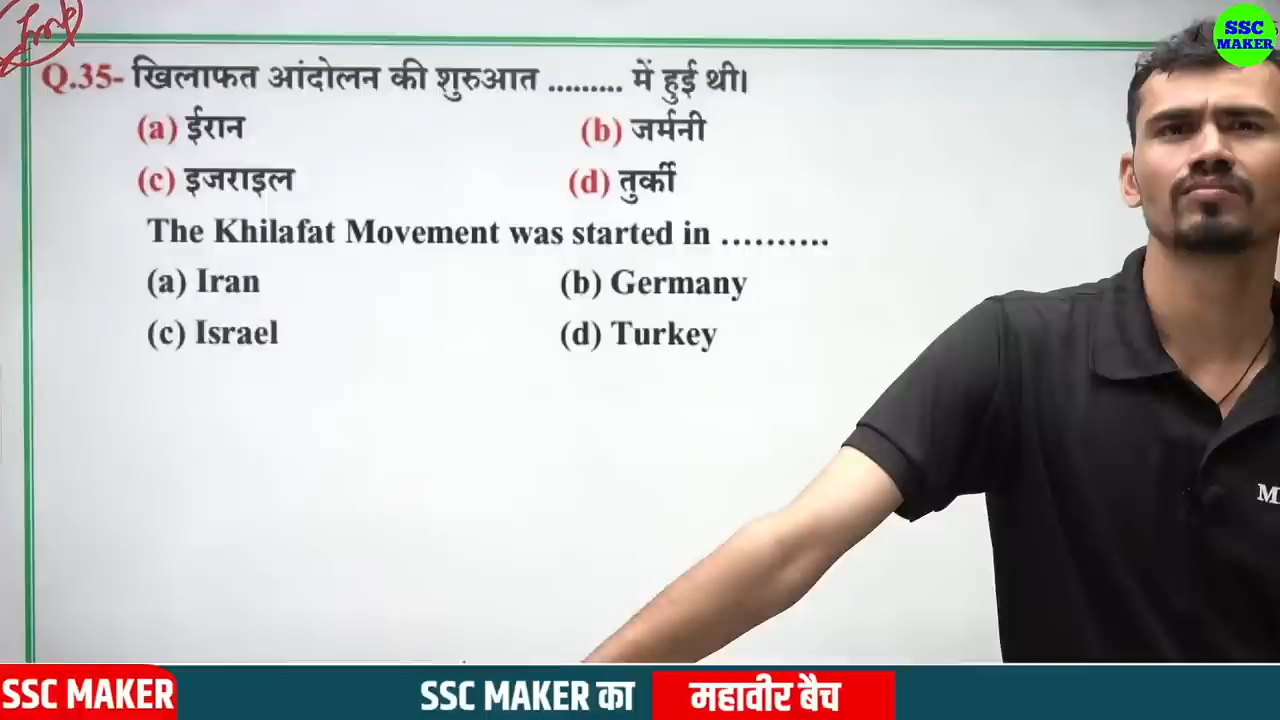 Imp
SSC
MAKER
Q.35- खिलाफत आंदोलन की शुरुआत ......... में हुई थी।
(a) ईरान (b) जर्मनी
(c) इजराइल (d) तुर्की
The Khilafat Movement was started in ..........
(a) Iran (b) Germany
(c) Israel (d) Turkey
SSC MAKER
SSC MAKER का महावीर बैच